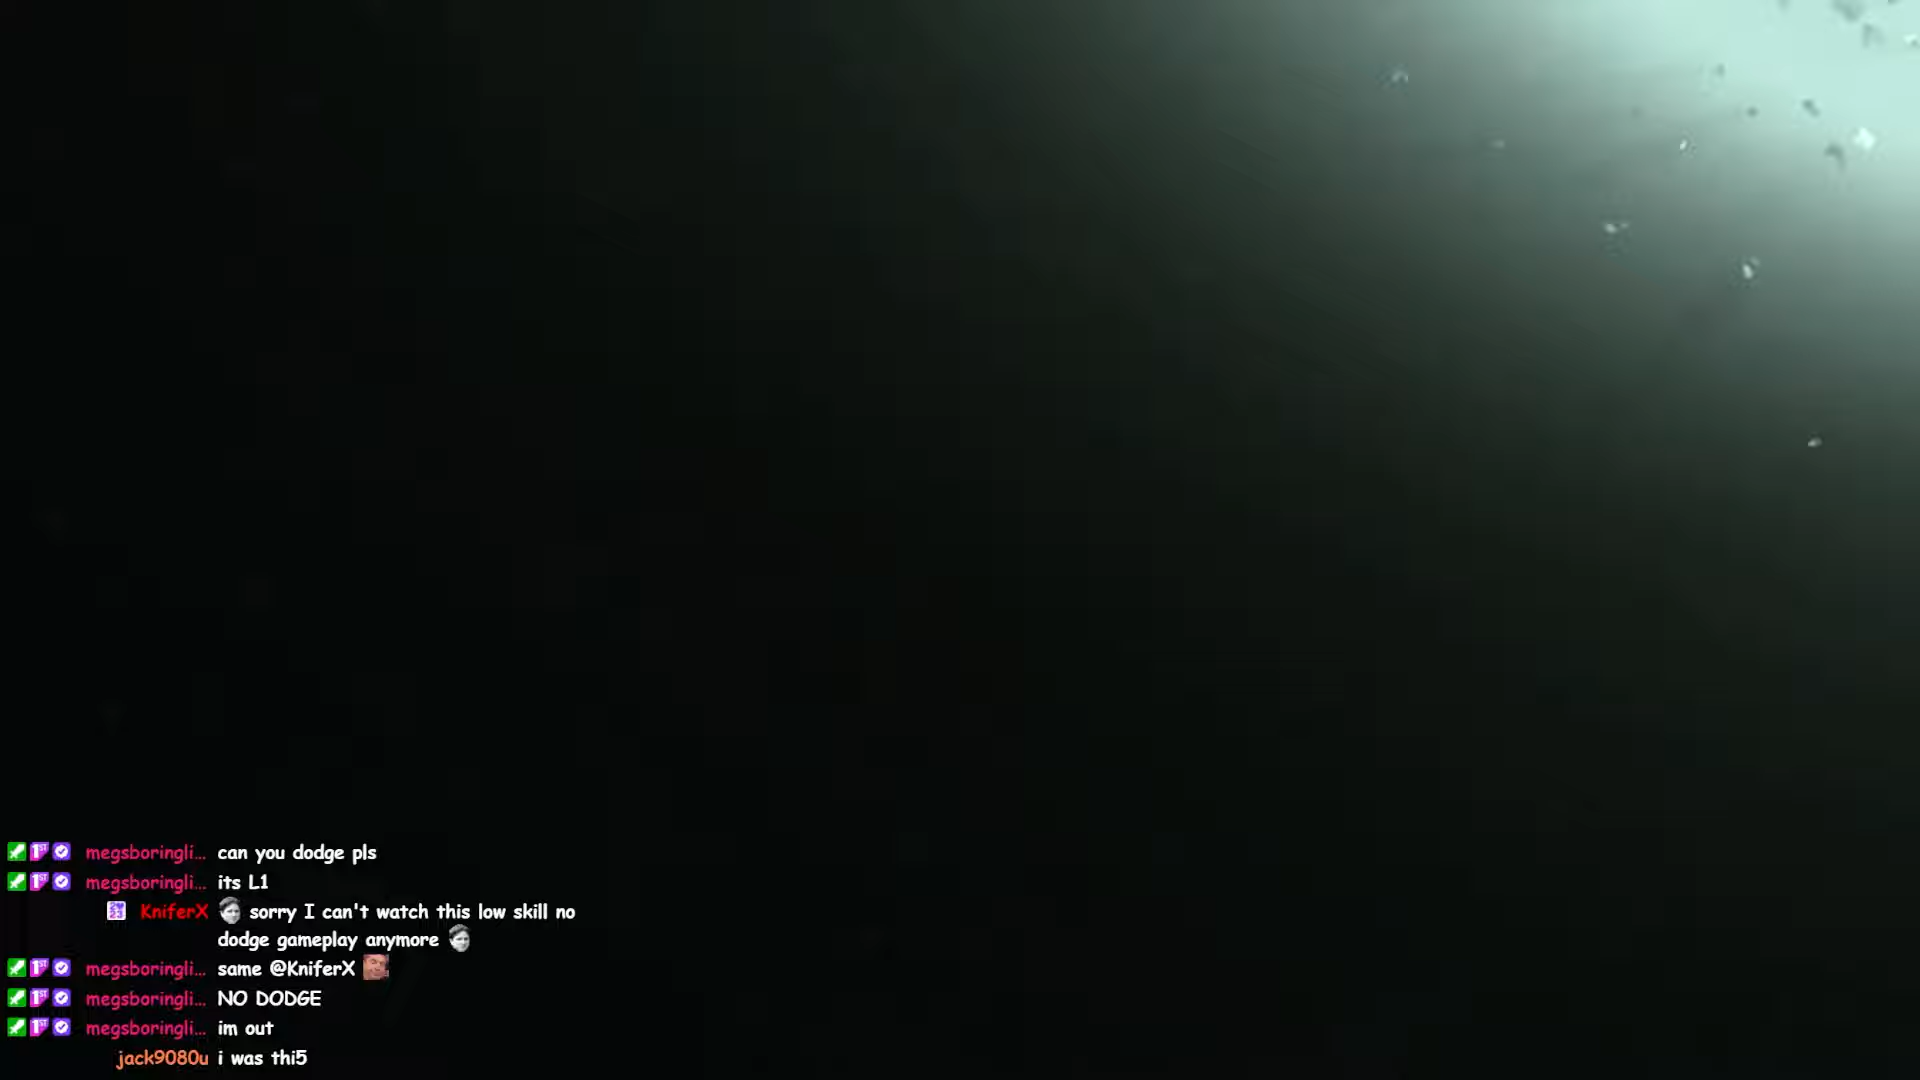 megsboringli... can you dodge pls
megsboringli... its L1
KniferX sorry I can't watch this low skill no
dodge gameplay anymore
megsboringli... same @KniferX
megsboringli... NO DODGE
megsboringli... im out
jack9080u i was thi5